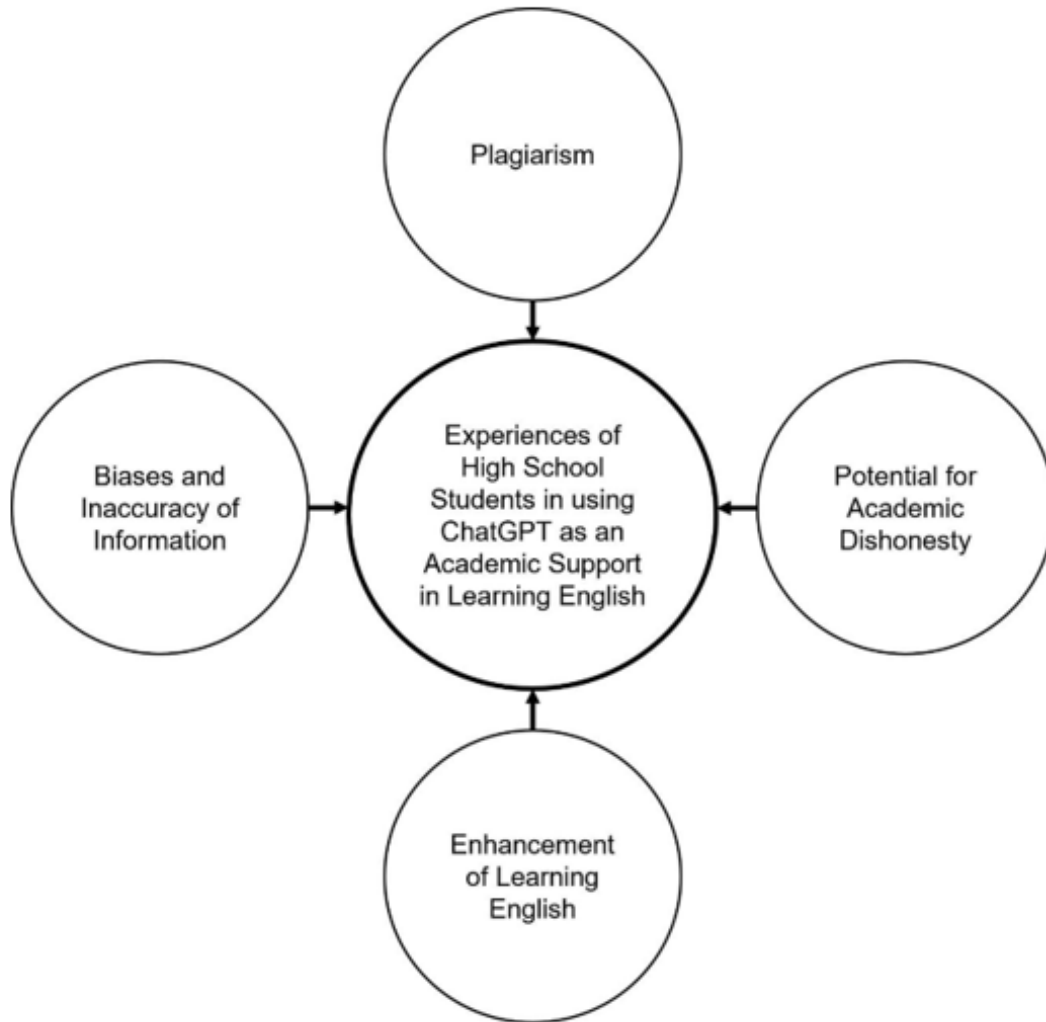 Plagiarism
Biases and
Inaccuracy of
Information
Experiences of
High School
Students in using
ChatGPT as an
Academic Support
in Learning English
Potential for
Academic
Dishonesty
Enhancement
of Learning
English